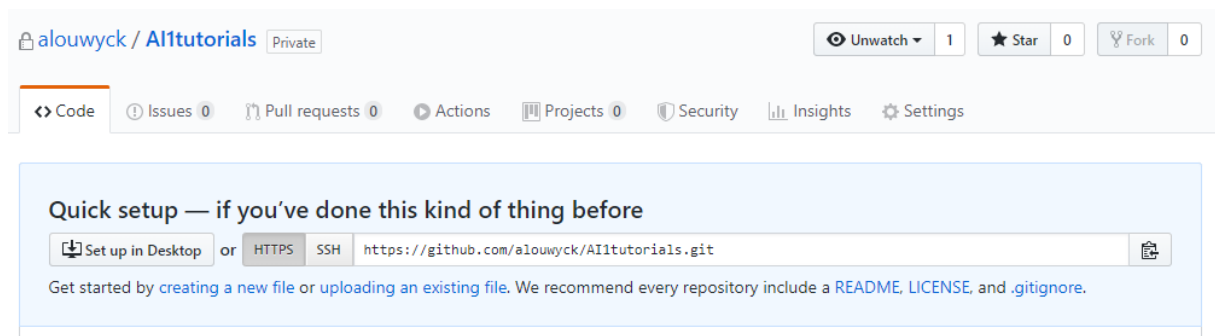 alouwyck / AI1tutorials Private Unwatch 1 Star 0 Fork 0
Code Issues 0 Pull requests 0 Actions Projects 0 Security Insights Settings
Quick setup — if you’ve done this kind of thing before
Set up in Desktop or HTTPS SSH https://github.com/alouwyck/AI1tutorials.git
Get started by creating a new file or uploading an existing file. We recommend every repository include a README, LICENSE, and .gitignore.